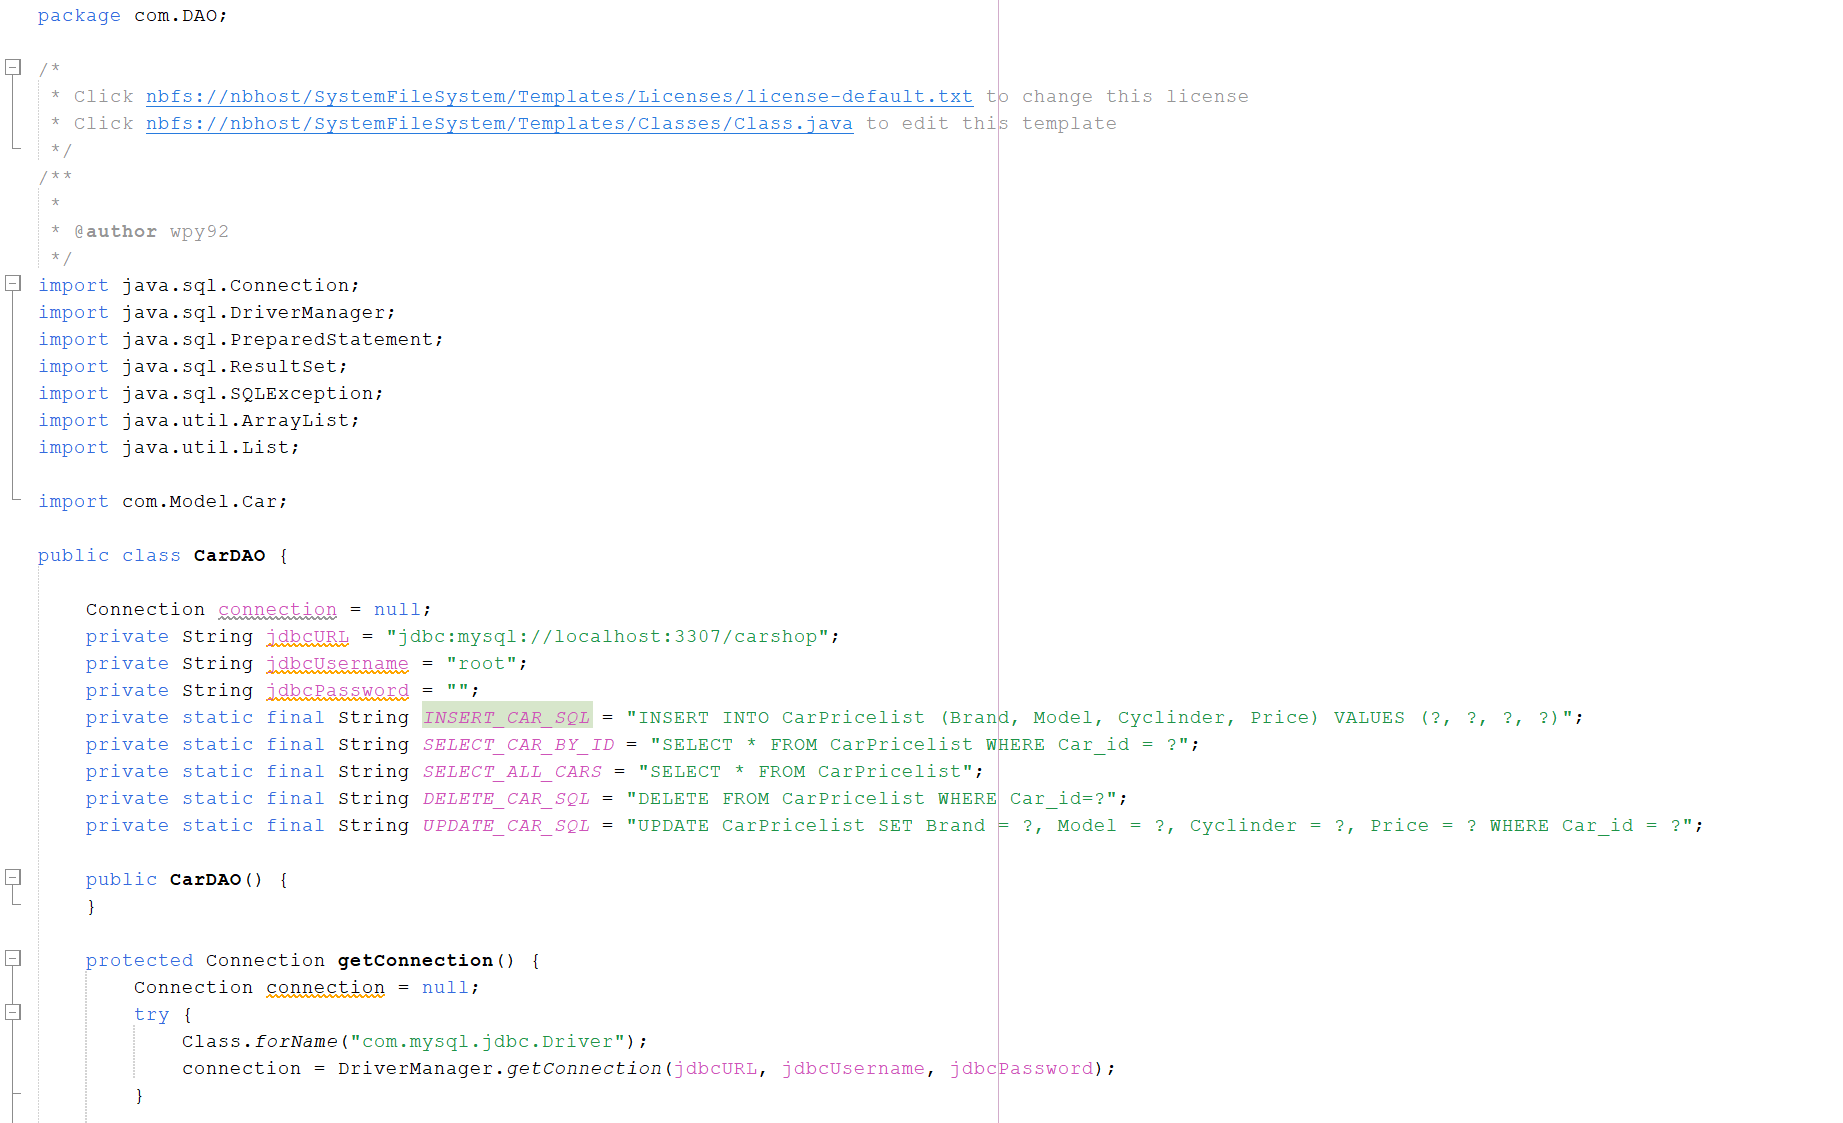 package com.DAO;
/*
 * Click nbfs://nbhost/SystemFileSystem/Templates/Licenses/license-default.txt to change this license
 * Click nbfs://nbhost/SystemFileSystem/Templates/Classes/Class.java to edit this template
 */
/**
 *
 * @author wpy92
 */
import java.sql.Connection;
import java.sql.DriverManager;
import java.sql.PreparedStatement;
import java.sql.ResultSet;
import java.sql.SQLException;
import java.util.ArrayList;
import java.util.List;
import com.Model.Car;
public class CarDAO {
    Connection connection = null;
    private String jdbcURL = "jdbc:mysql://localhost:3307/carshop";
    private String jdbcUsername = "root";
    private String jdbcPassword = "";
    private static final String INSERT_CAR_SQL = "INSERT INTO CarPricelist (Brand, Model, Cyclinder, Price) VALUES (?, ?, ?, ?)";
    private static final String SELECT_CAR_BY_ID = "SELECT * FROM CarPricelist WHERE Car_id = ?";
    private static final String SELECT_ALL_CARS = "SELECT * FROM CarPricelist";
    private static final String DELETE_CAR_SQL = "DELETE FROM CarPricelist WHERE Car_id=?";
    private static final String UPDATE_CAR_SQL = "UPDATE CarPricelist SET Brand = ?, Model = ?, Cyclinder = ?, Price = ? WHERE Car_id = ?";
    public CarDAO() {
    }
    protected Connection getConnection() {
        Connection connection = null;
        try {
            Class.forName("com.mysql.jdbc.Driver");
            connection = DriverManager.getConnection(jdbcURL, jdbcUsername, jdbcPassword);
        }